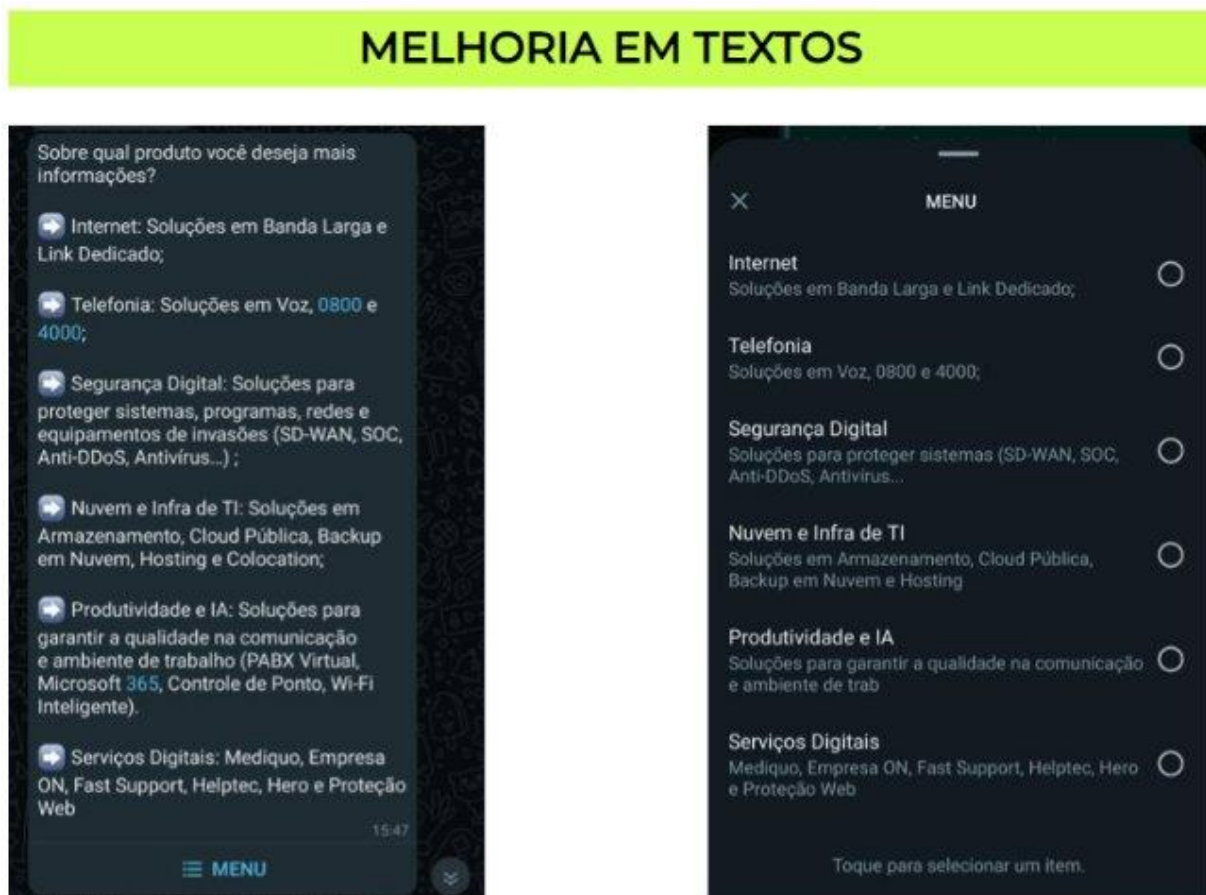 MELHORIA EM TEXTOS
Sobre qual produto você deseja mais
informações?
➡️ Internet: Soluções em Banda Larga e
Link Dedicado;
➡️ Telefonia: Soluções em Voz, 0800 e
4000;
➡️ Segurança Digital: Soluções para
proteger sistemas, programas, redes e
equipamentos de invasões (SD-WAN, SOC,
Anti-DDoS, Antivírus...) ;
➡️ Nuvem e Infra de TI: Soluções em
Armazenamento, Cloud Pública, Backup
em Nuvem, Hosting e Colocation;
➡️ Produtividade e IA: Soluções para
garantir a qualidade na comunicação
e ambiente de trabalho (PABX Virtual,
Microsoft 365, Controle de Ponto, Wi-Fi
Inteligente).
➡️ Serviços Digitais: Mediquo, Empresa
ON, Fast Support, Helptec, Hero e Proteção
Web
15:47
MENU
MENU
Internet
Soluções em Banda Larga e Link Dedicado;
Telefonia
Soluções em Voz, 0800 e 4000;
Segurança Digital
Soluções para proteger sistemas (SD-WAN, SOC,
Anti-DDoS, Antivírus...
Nuvem e Infra de TI
Soluções em Armazenamento, Cloud Pública,
Backup em Nuvem e Hosting
Produtividade e IA
Soluções para garantir a qualidade na comunicação
e ambiente de trab
Serviços Digitais
Mediquo, Empresa ON, Fast Support, Helptec, Hero
e Proteção Web
Toque para selecionar um item.